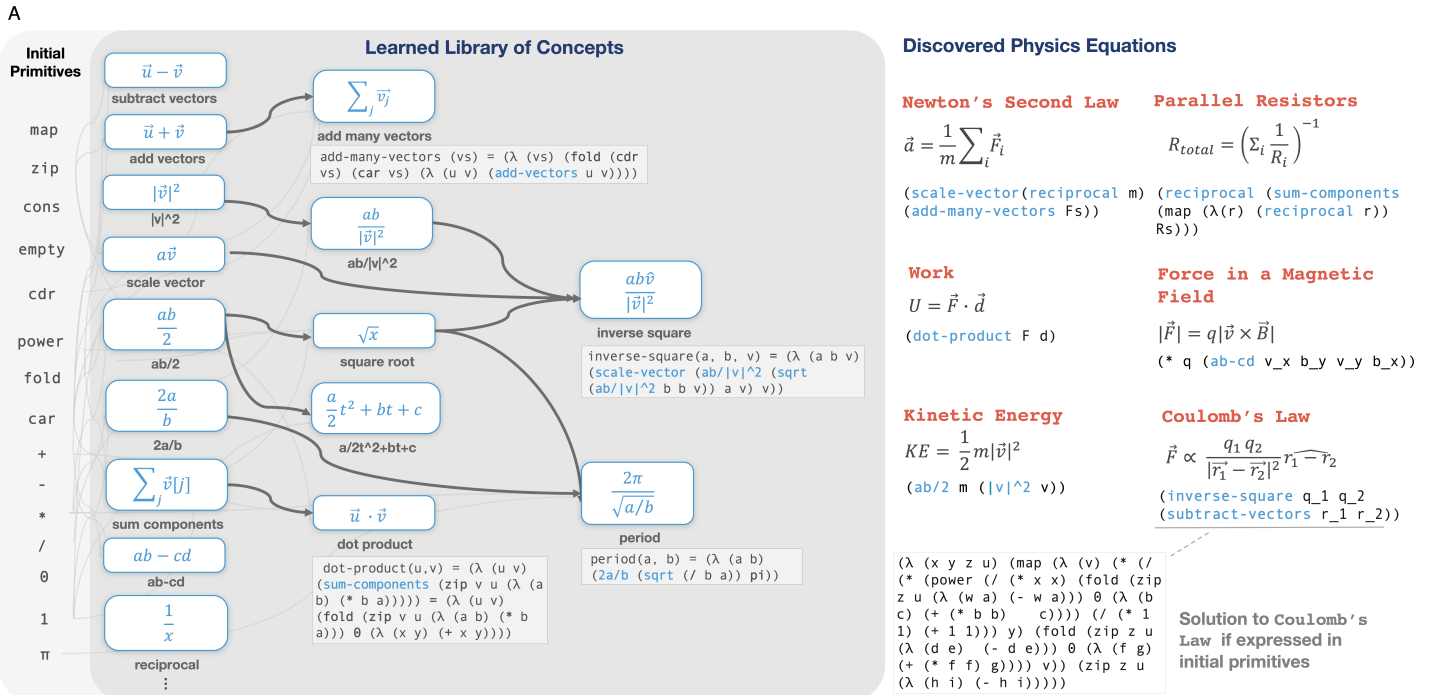 A
Learned Library of Concepts
Discovered Physics Equations
Initial
Primitives
map
zip
cons
empty
cdr
power
fold
car
+
-
*
/
0
1
π
u⃗ − v⃗
subtract vectors
u⃗ + v⃗
add vectors
|v⃗|²
|v|^2
av⃗
scale vector
ab/2
ab/2
2a/b
2a/b
∑_j v⃗[j]
sum components
ab − cd
ab-cd
1/x
reciprocal
⋮
∑_j v⃗j
add many vectors
add-many-vectors (vs) = (λ (vs) (fold (cdr
vs) (car vs) (λ (u v) (add-vectors u v))))
ab/|v⃗|²
ab/|v|^2
√x
square root
a/2 t² + bt + c
a/2t^2+bt+c
u⃗ · v⃗
dot product
dot-product(u,v) = (λ (u v)
(sum-components (zip v u (λ (a
b) (* b a))))) = (λ (u v)
(fold (zip v u (λ (a b) (* b
a))) 0 (λ (x y) (+ x y))))
abv̂/|v⃗|²
inverse square
inverse-square(a, b, v) = (λ (a b v)
(scale-vector (ab/|v|^2 (sqrt
(ab/|v|^2 b b v)) a v) v))
2π/√(a/b)
period
period(a, b) = (λ (a b)
(2a/b (sqrt (/ b a)) pi))
Newton's Second Law
a⃗ = 1/m ∑_i F⃗_i
(scale-vector(reciprocal m)
(add-many-vectors Fs))
Parallel Resistors
R_total = (Σ_i 1/R_i)^−1
(reciprocal (sum-components
(map (λ(r) (reciprocal r))
Rs)))
Work
U = F⃗ · d⃗
(dot-product F d)
Force in a Magnetic
Field
|F⃗| = q|v⃗ × B⃗|
(* q (ab-cd v_x b_y v_y b_x))
Kinetic Energy
KE = 1/2 m|v⃗|²
(ab/2 m (|v|^2 v))
Coulomb's Law
F⃗ ∝ q₁ q₂/|r₁⃗ − r₂⃗|² r₁ − r₂^
(inverse-square q_1 q_2
(subtract-vectors r_1 r_2))
(λ (x y z u) (map (λ (v) (* (/
(* (power (/ (* x x) (fold (zip
z u (λ (w a) (- w a))) 0 (λ (b
c) (+ (* b b) c)))) (/ (* 1
1) (+ 1 1))) y) (fold (zip z u
(λ (d e) (- d e))) 0 (λ (f g)
(+ (* f f) g)))) v)) (zip z u
(λ (h i) (- h i)))))
Solution to Coulomb's
Law if expressed in
initial primitives